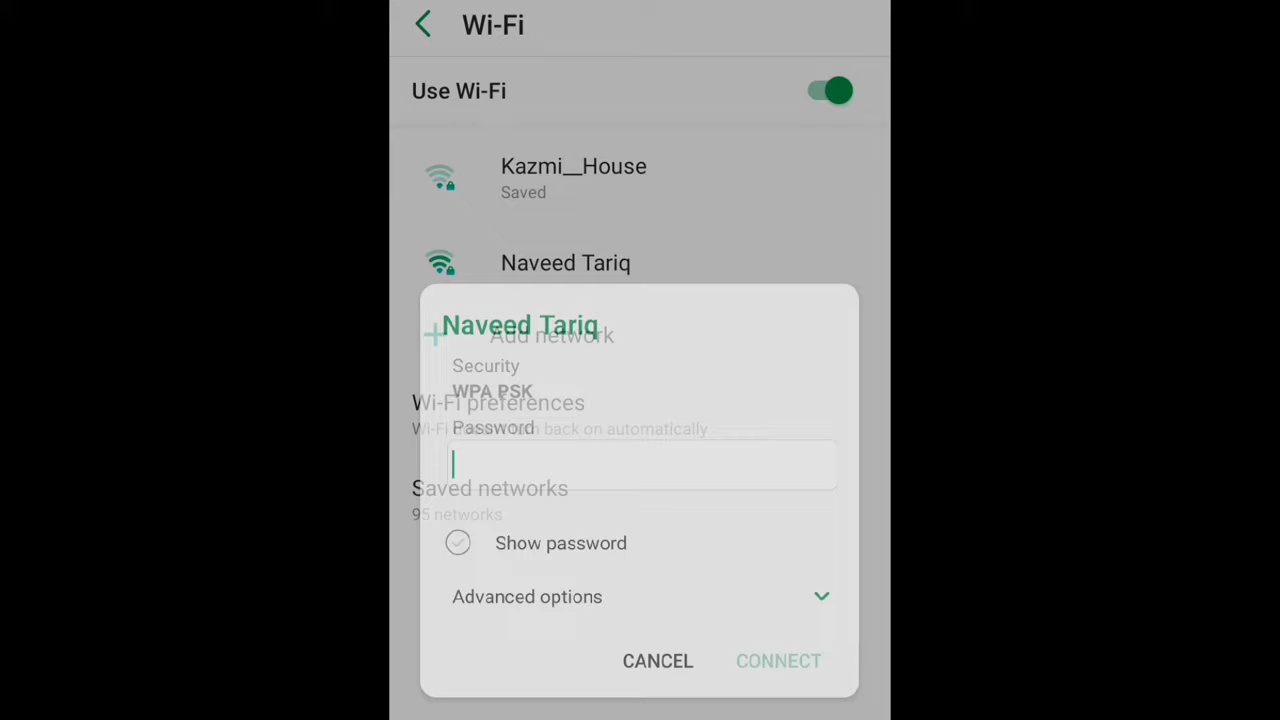 Wi-Fi
Use Wi-Fi
Kazmi__House
Saved
Naveed Tariq
Naveed Tariq
Add network
Security
WPA PSK
Wi-Fi preferences
Password
Wi-Fi doesn't turn back on automatically
Saved networks
95 networks
Show password
Advanced options
CANCEL CONNECT